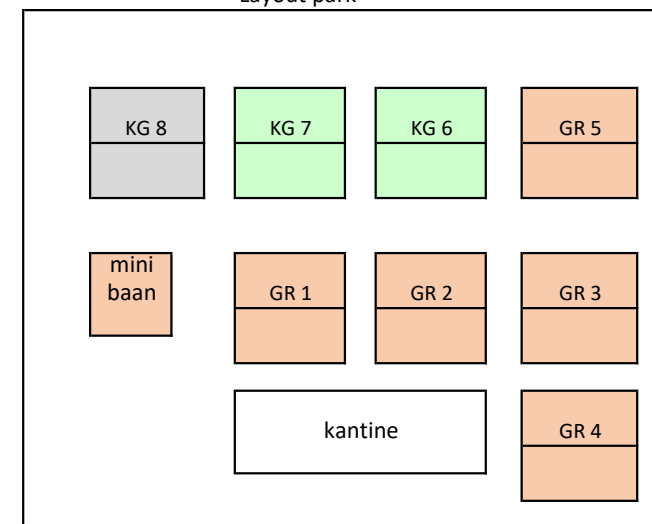 Layout park
KG 8
KG 7
KG 6
GR 5
mini
baan
GR 1
GR 2
GR 3
kantine
GR 4